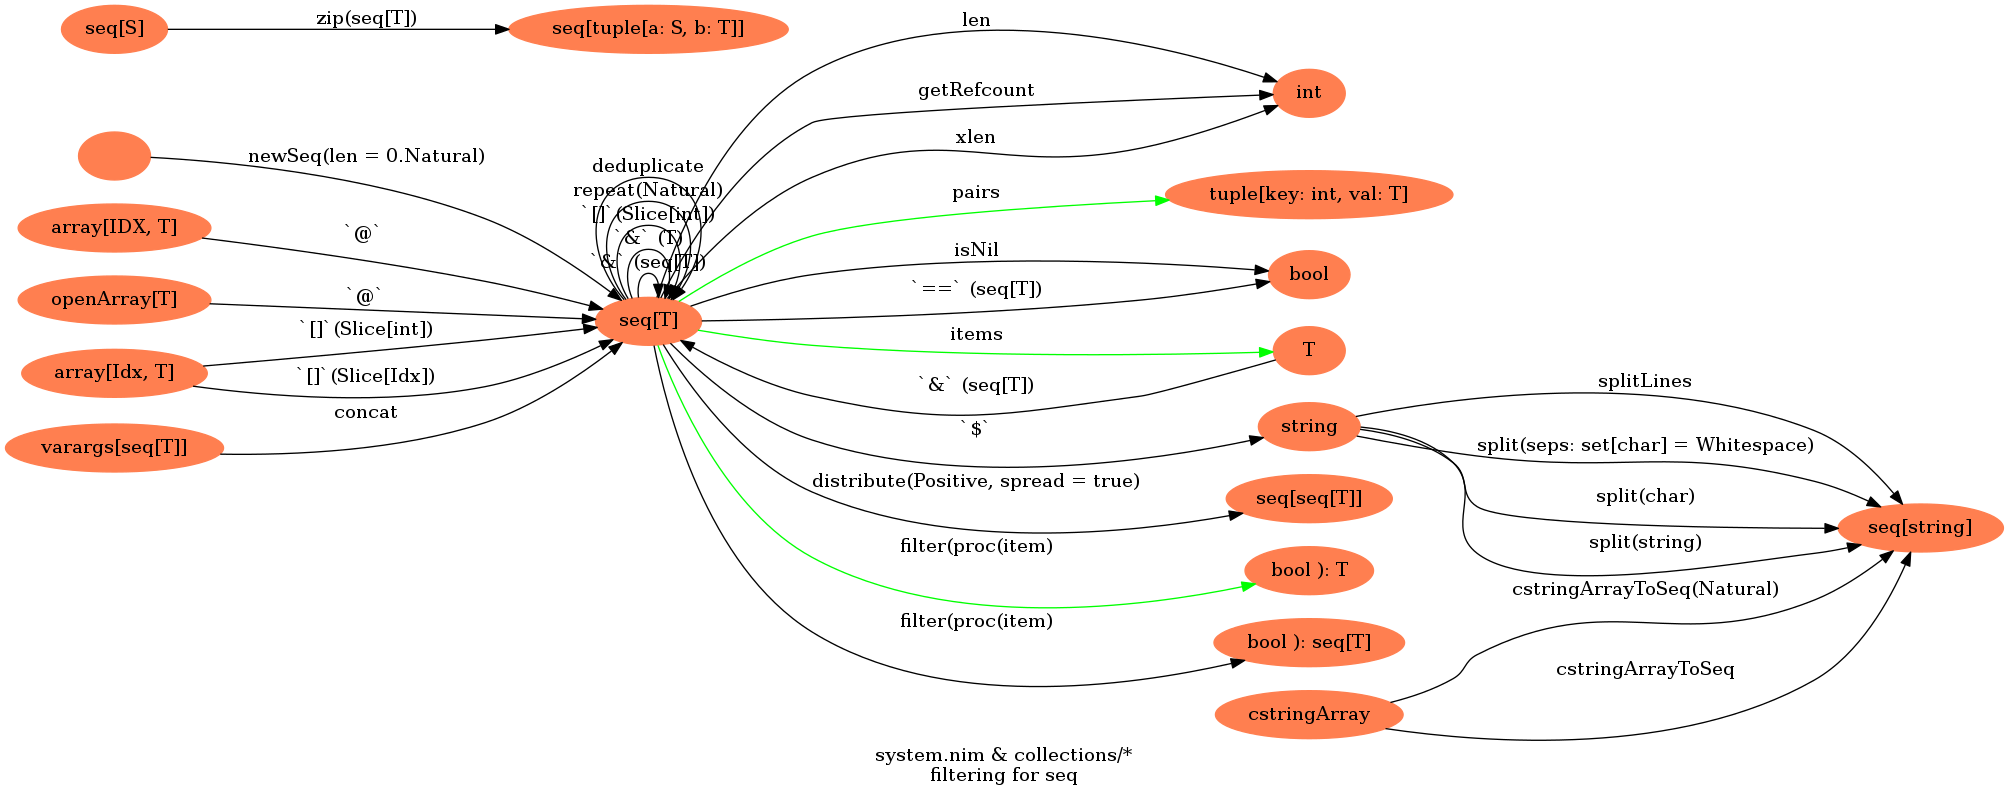 seq[S]
zip(seq[T])
seq[tuple[a: S, b: T]]
len
int
getRefcount
xlen
newSeq(len = 0.Natural)
deduplicate
repeat(Natural)
`[]`(Slice[int])
`&` (T)
`&` (seq[T])
pairs
tuple[key: int, val: T]
array[IDX, T]
`@`
isNil
bool
`==` (seq[T])
openArray[T]
`@`
seq[T]
`[]`(Slice[int])
items
T
array[Idx, T]
`[]`(Slice[Idx])
`&` (seq[T])
concat
varargs[seq[T]]
`$`
string
splitLines
split(seps: set[char] = Whitespace)
distribute(Positive, spread = true)
seq[seq[T]]
split(char)
seq[string]
split(string)
filter(proc(item)
bool ): T
cstringArrayToSeq(Natural)
filter(proc(item)
bool ): seq[T]
cstringArrayToSeq
cstringArray
system.nim & collections/*
filtering for seq